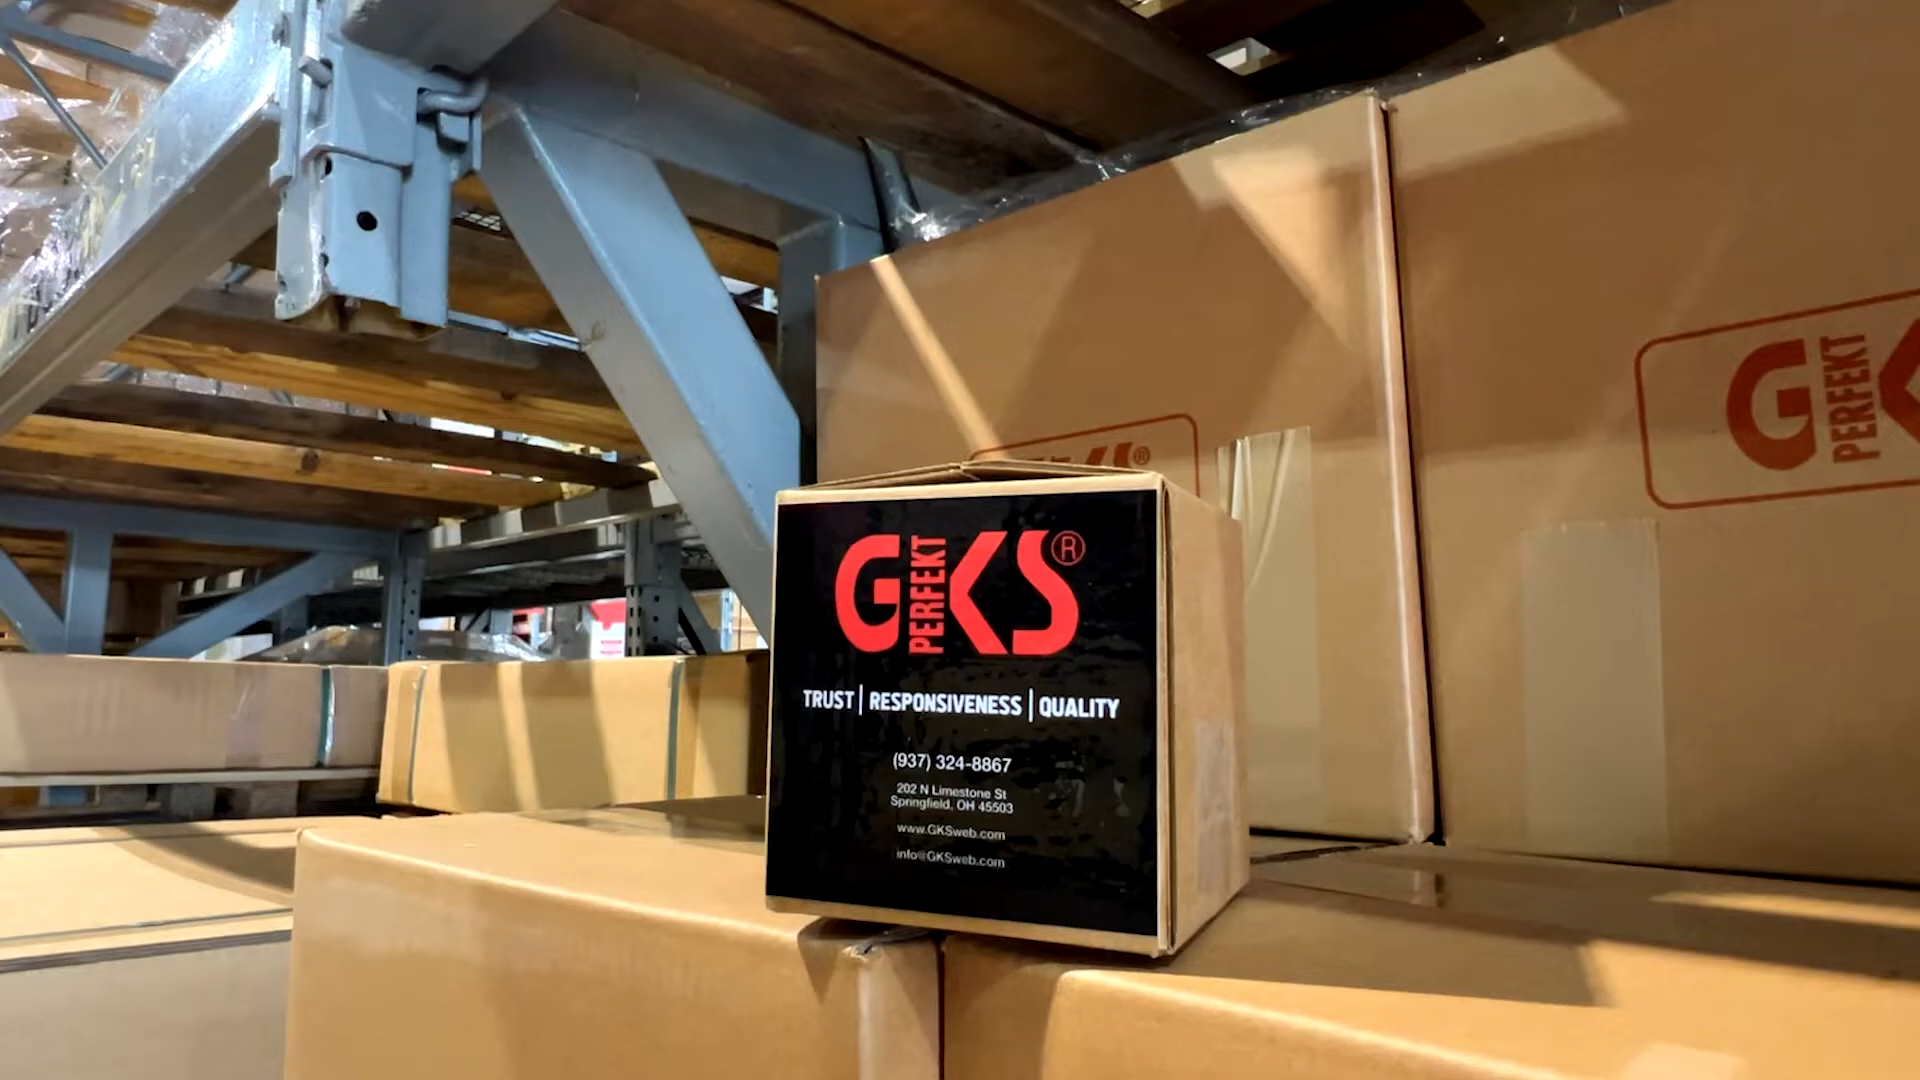 GKS®
PERFEKT
TRUST | RESPONSIVENESS | QUALITY
(937) 324-8867
202 N Limestone St
Springfield, OH 45503
www.GKSweb.com
info@GKSweb.com
KS®
G PERFEKT K